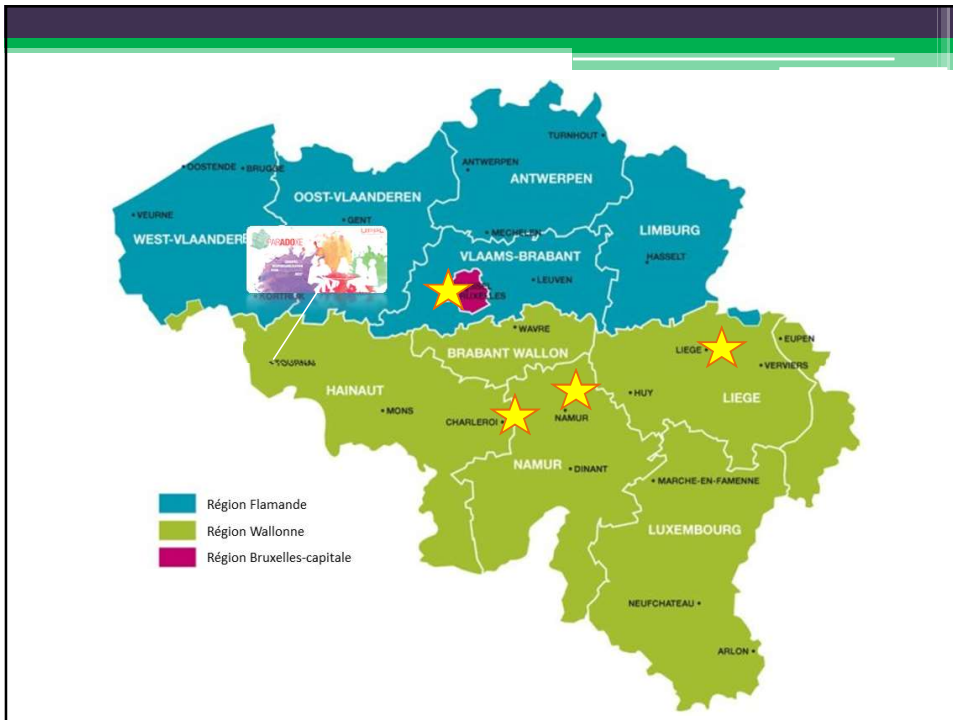 TURNHOUT
ANTWERPEN
ANTWERPEN
OOSTENDE
BRUGGE
OOST-VLAANDEREN
LIMBURG
VEURNE
GENT
WEST-VLAANDERE
MECHELEN
VLAAMS-BRABANT
HASSELT
LEUVEN
PARADOXE
KORTRIJK
WAVRE
BRABANT WALLON
EUPEN
LIEGE
VERVIERS
TOURNAI
HAINAUT
HUY
LIEGE
MONS
CHARLEROI
NAMUR
NAMUR
DINANT
MARCHE-EN-FAMENNE
LUXEMBOURG
Région Flamande
Région Wallonne
Région Bruxelles-capitale
NEUFCHATEAU
ARLON